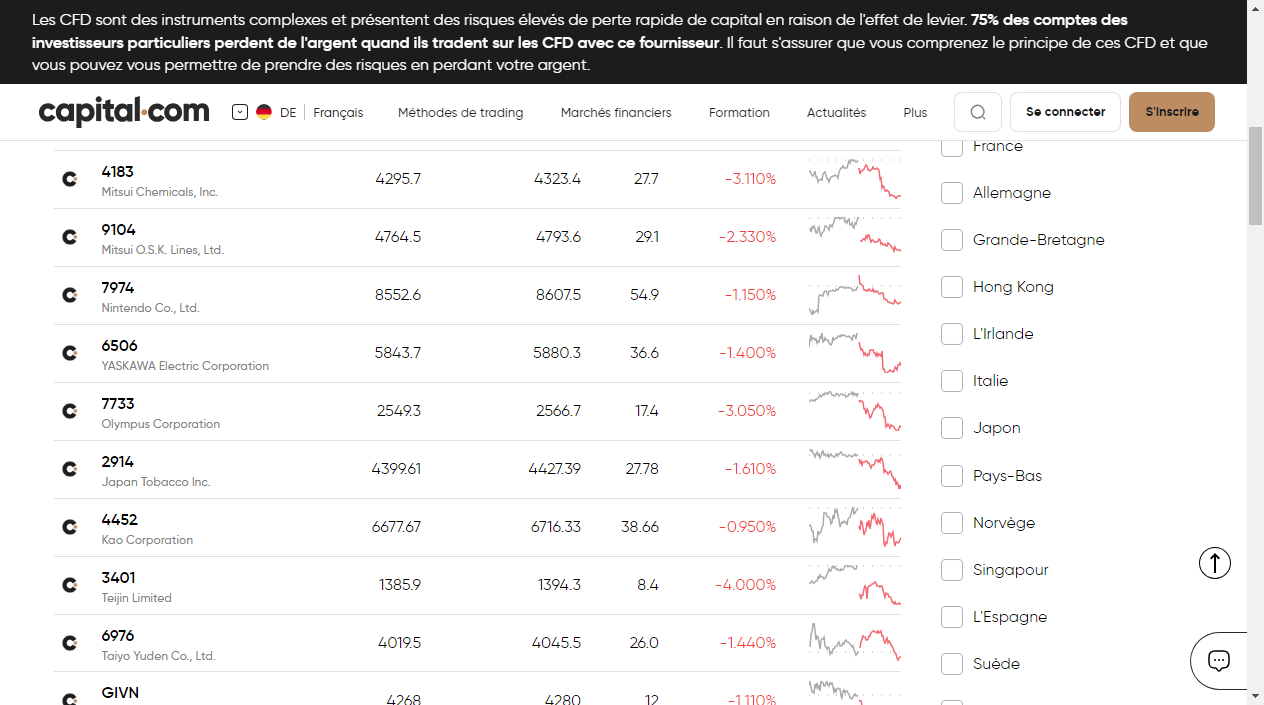 Les CFD sont des instruments complexes et présentent des risques élevés de perte rapide de capital en raison de l'effet de levier. 75% des comptes des
investisseurs particuliers perdent de l'argent quand ils tradent sur les CFD avec ce fournisseur. Il faut s'assurer que vous comprenez le principe de ces CFD et que
vous pouvez vous permettre de prendre des risques en perdant votre argent.
capital.com DE Français Méthodes de trading Marchés financiers Formation Actualités Plus Se connecter S'inscrire
4183
Mitsui Chemicals, Inc.
4295.7 4323.4 27.7 -3.110%
9104
Mitsui O.S.K. Lines, Ltd.
4764.5 4793.6 29.1 -2.330%
7974
Nintendo Co., Ltd.
8552.6 8607.5 54.9 -1.150%
6506
YASKAWA Electric Corporation
5843.7 5880.3 36.6 -1.400%
7733
Olympus Corporation
2549.3 2566.7 17.4 -3.050%
2914
Japan Tobacco Inc.
4399.61 4427.39 27.78 -1.610%
4452
Kao Corporation
6677.67 6716.33 38.66 -0.950%
3401
Teijin Limited
1385.9 1394.3 8.4 -4.000%
6976
Taiyo Yuden Co., Ltd.
4019.5 4045.5 26.0 -1.440%
GIVN
4268 4280 12 -1.110%
France
Allemagne
Grande-Bretagne
Hong Kong
L'Irlande
Italie
Japon
Pays-Bas
Norvège
Singapour
L'Espagne
Suède